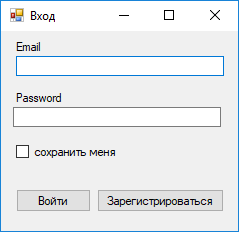 Вход
Email
Password
сохранить меня
Войти Зарегистрироваться